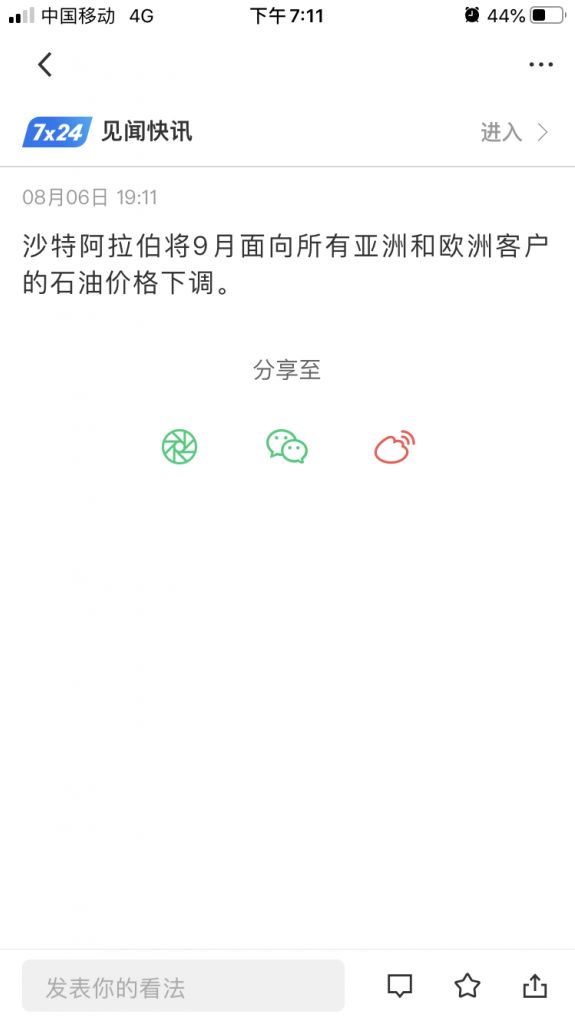 中国移动 4G 下午7:11 44%
7x24 见闻快讯 进入
08月06日 19:11
沙特阿拉伯将9月面向所有亚洲和欧洲客户
的石油价格下调。
分享至
发表你的看法